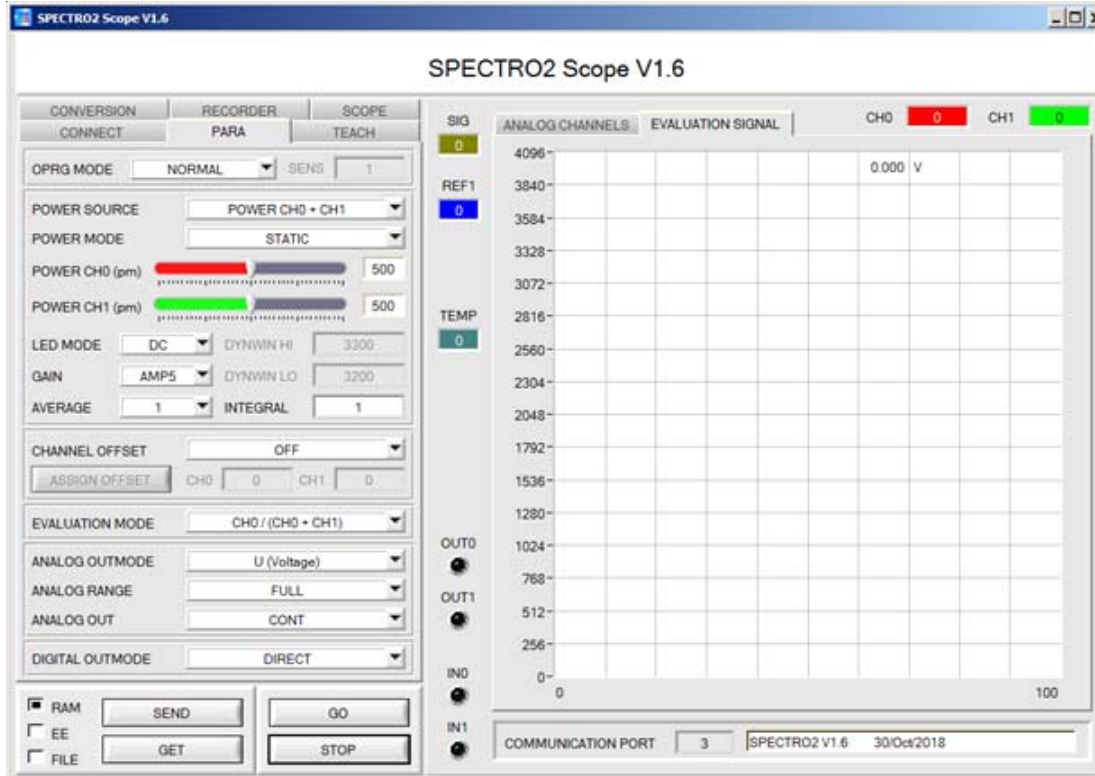 SPECTRO2 Scope V1.6
SPECTRO2 Scope V1.6
CONVERSION RECORDER SCOPE
CONNECT PARA TEACH
OPRG MODE NORMAL SENS 1
POWER SOURCE POWER CH0 + CH1
POWER MODE STATIC
POWER CH0 (pm) 500
POWER CH1 (pm) 500
LED MODE DC DYNWIN HI 3300
GAIN AMP5 DYNWIN LO 3200
AVERAGE 1 INTEGRAL 1
CHANNEL OFFSET OFF
ASSIGN OFFSET CH0 0 CH1 0
EVALUATION MODE CH0 / (CH0 + CH1)
ANALOG OUTMODE U (Voltage)
ANALOG RANGE FULL
ANALOG OUT CONT
DIGITAL OUTMODE DIRECT
RAM
EE
FILE
SEND GO
GET STOP
SIG
0
REF1
0
TEMP
0
OUT0
OUT1
IN0
IN1
ANALOG CHANNELS EVALUATION SIGNAL CH0 0 CH1 0
0.000 V
4096
3840
3584
3328
3072
2816
2560
2304
2048
1792
1536
1280
1024
768
512
256
0
0 100
COMMUNICATION PORT 3 SPECTRO2 V1.6 30/Oct/2018